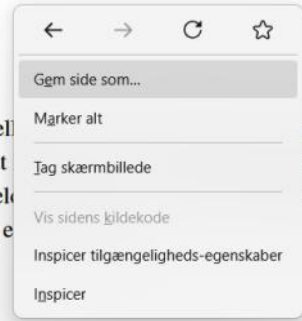 Gem side som...
Marker alt
Tag skærmbillede
Vis sidens kildekode
Inspicer tilgængeligheds-egenskaber
Inspicer